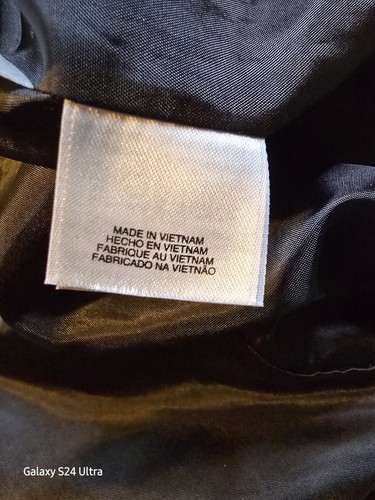 MADE IN VIETNAM
HECHO EN VIETNAM
FABRIQUE AU VIETNAM
FABRICADO NA VIETNÃO
Galaxy S24 Ultra